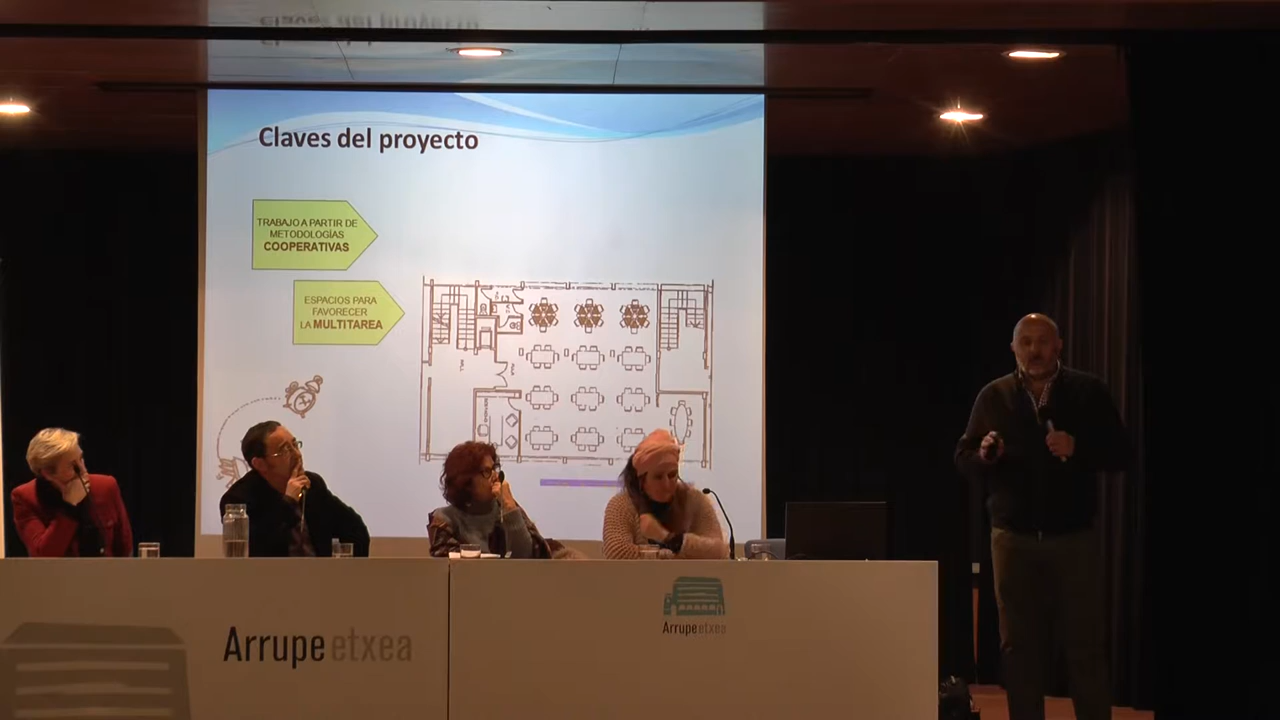 Claves del proyecto
TRABAJO A PARTIR DE
METODOLOGÍAS
COOPERATIVAS
ESPACIOS PARA
FAVORECER
LA MULTITAREA
Arrupe etxea
Arrupe etxea